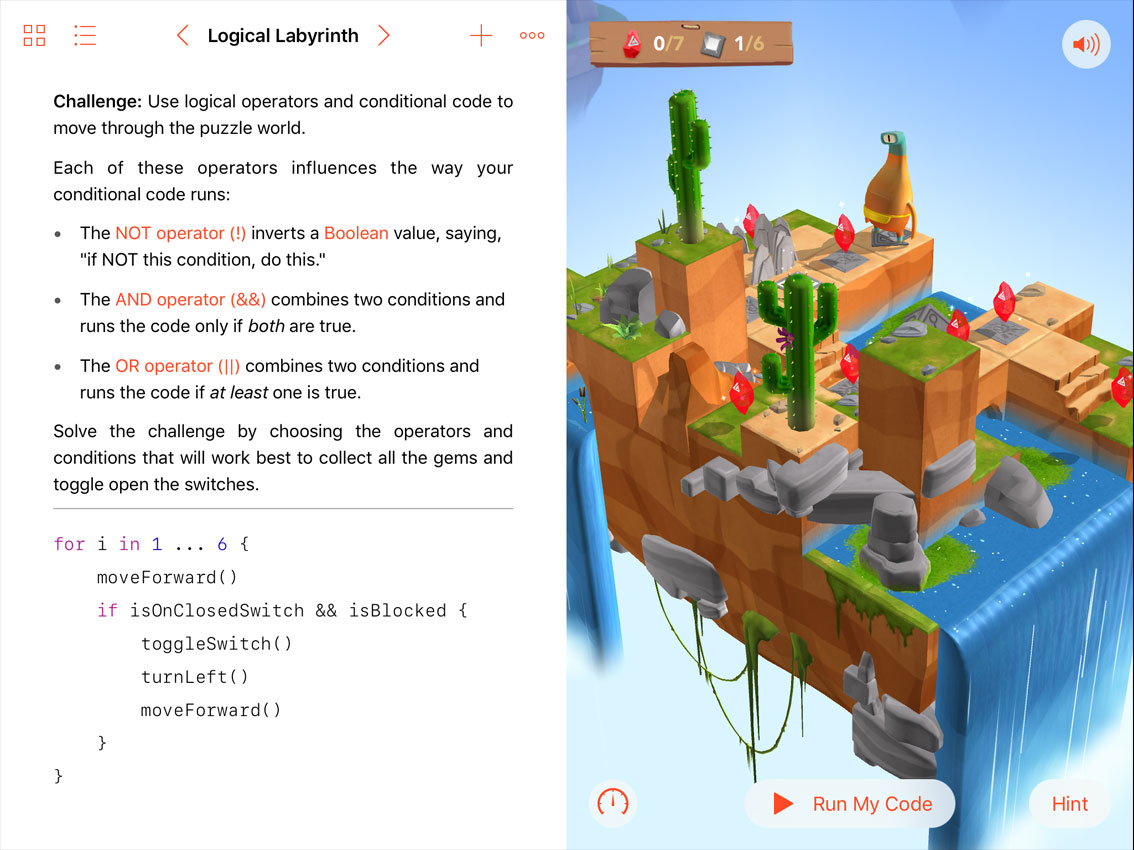 Logical Labyrinth
0/7 1/6
Challenge: Use logical operators and conditional code to
move through the puzzle world.
Each of these operators influences the way your
conditional code runs:
• The NOT operator (!) inverts a Boolean value, saying,
"if NOT this condition, do this."
• The AND operator (&&) combines two conditions and
runs the code only if both are true.
• The OR operator (||) combines two conditions and
runs the code if at least one is true.
Solve the challenge by choosing the operators and
conditions that will work best to collect all the gems and
toggle open the switches.
for i in 1 ... 6 {
moveForward()
if isOnClosedSwitch && isBlocked {
toggleSwitch()
turnLeft()
moveForward()
}
}
Run My Code
Hint